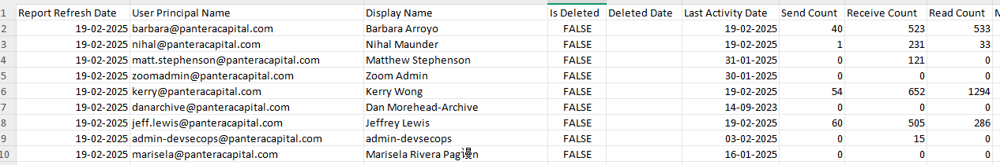 1 Report Refresh Date User Principal Name Display Name Is Deleted Deleted Date Last Activity Date Send Count Receive Count Read Count
2 19-02-2025 barbara@panteracapital.com Barbara Arroyo FALSE 19-02-2025 40 523 533
3 19-02-2025 nihal@panteracapital.com Nihal Maunder FALSE 19-02-2025 1 231 33
4 19-02-2025 matt.stephenson@panteracapital.com Matthew Stephenson FALSE 31-01-2025 0 121 0
5 19-02-2025 zoomadmin@panteracapital.com Zoom Admin FALSE 30-01-2025 0 0 0
6 19-02-2025 kerry@panteracapital.com Kerry Wong FALSE 19-02-2025 54 652 1294
7 19-02-2025 danarchive@panteracapital.com Dan Morehead-Archive FALSE 14-09-2023 0 0 0
8 19-02-2025 jeff.lewis@panteracapital.com Jeffrey Lewis FALSE 19-02-2025 60 505 286
9 19-02-2025 admin-devsecops@panteracapital.com admin-devsecops FALSE 03-02-2025 0 15 0
10 19-02-2025 marisela@panteracapital.com Marisela Rivera下 FALSE 16-01-2025 0 0 0